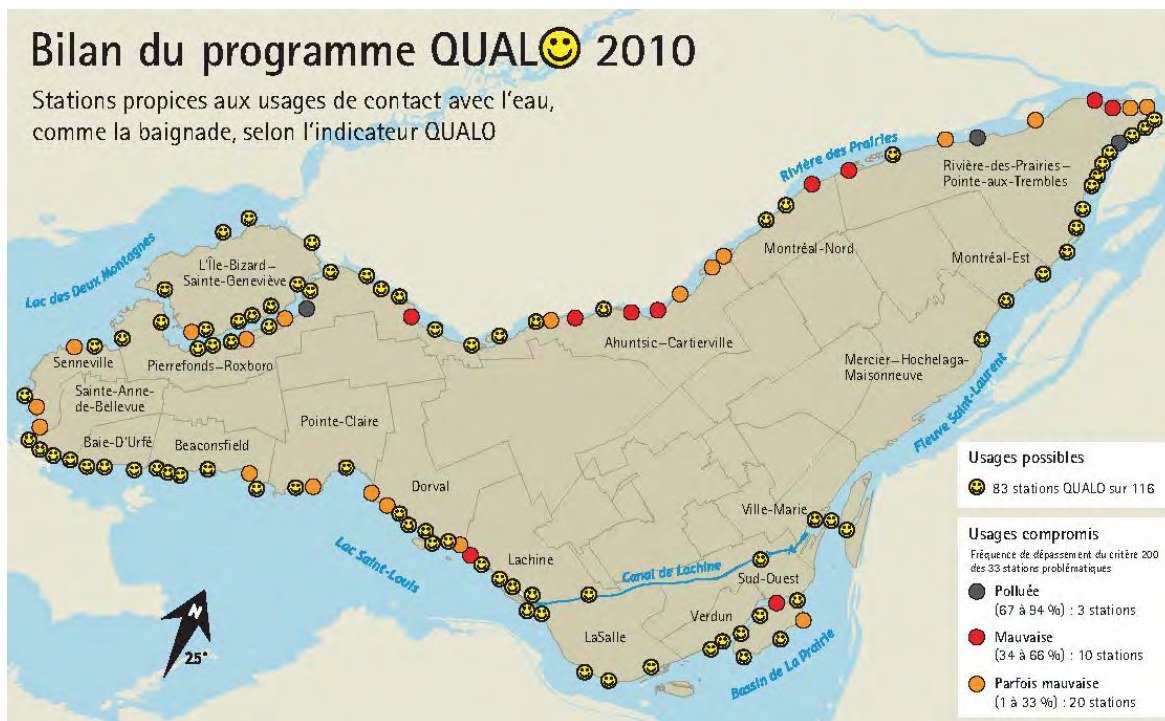 Bilan du programme QUALO 2010
Stations propices aux usages de contact avec l'eau,
comme la baignade, selon l'indicateur QUALO
Rivière des Prairies
Rivière-des-Prairies–
Pointe-aux-Trembles
Montréal-Nord
Montréal-Est
Lac des Deux Montagnes
L'Île-Bizard–
Sainte-Geneviève
Ahuntsic–Cartierville
Senneville
Pierrefonds–Roxboro
Mercier–Hochelaga-
Maisonneuve
Sainte-Anne-
de-Bellevue
Pointe-Claire
Baie-D'Urfé
Beaconsfield
Fleuve Saint-Laurent
Dorval
Ville-Marie
Lac Saint-Louis
Lachine
Canal de Lachine
Sud-Ouest
Verdun
LaSalle
Bassin de La Prairie
N
25°
Usages possibles
83 stations QUALO sur 116
Usages compromis
Fréquence de dépassement du critère 200
des 33 stations problématiques
Polluée
(67 à 94 %) : 3 stations
Mauvaise
(34 à 66 %) : 10 stations
Parfois mauvaise
(1 à 33 %) : 20 stations